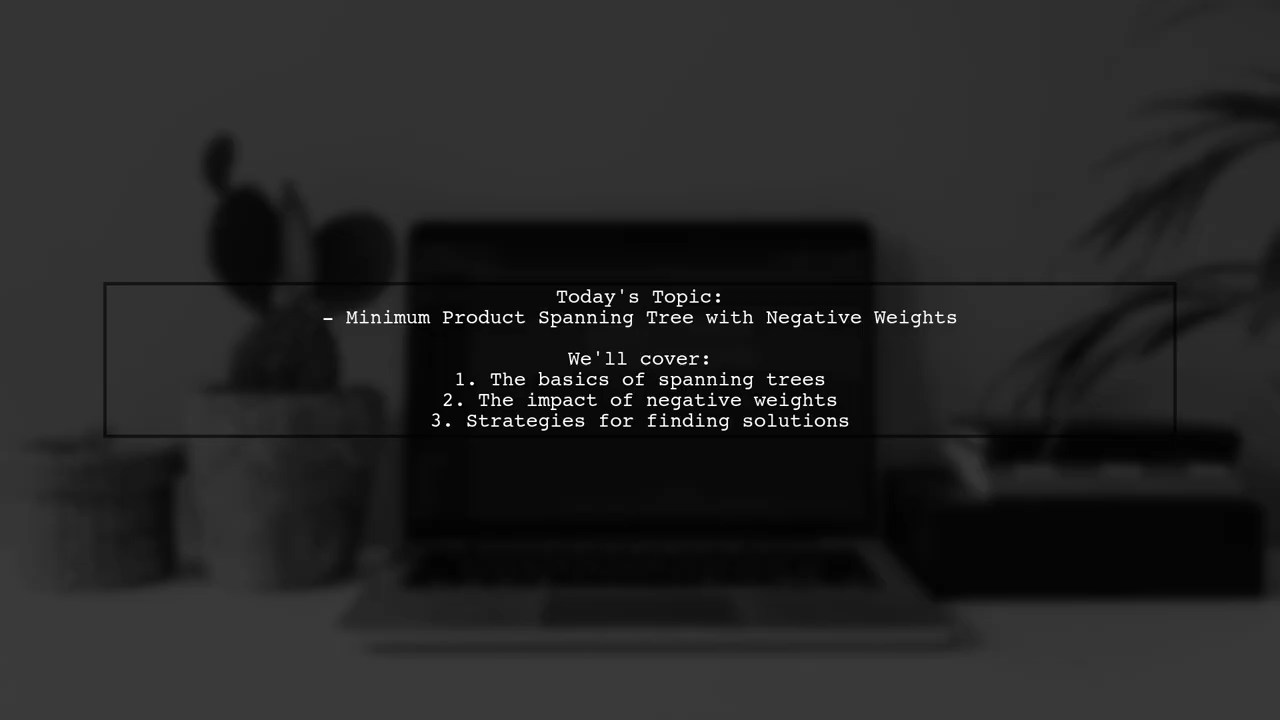 Today's Topic:
- Minimum Product Spanning Tree with Negative Weights
We'll cover:
1. The basics of spanning trees
2. The impact of negative weights
3. Strategies for finding solutions